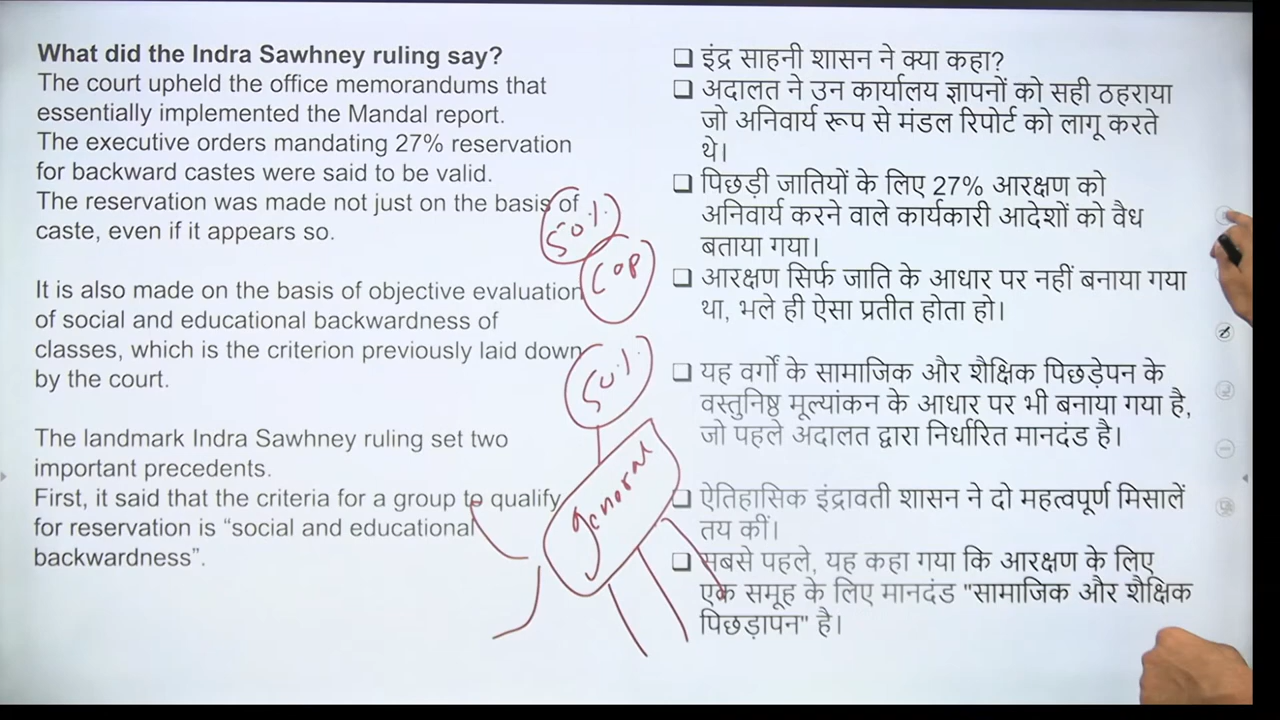 What did the Indra Sawhney ruling say?
The court upheld the office memorandums that
essentially implemented the Mandal report.
The executive orders mandating 27% reservation
for backward castes were said to be valid.
The reservation was made not just on the basis of
caste, even if it appears so.
It is also made on the basis of objective evaluation
of social and educational backwardness of
classes, which is the criterion previously laid down
by the court.
The landmark Indra Sawhney ruling set two
important precedents.
First, it said that the criteria for a group to qualify
for reservation is “social and educational
backwardness”.
50%
Cap
50%
general
❑ इंद्र साहनी शासन ने क्या कहा?
❑ अदालत ने उन कार्यालय ज्ञापनों को सही ठहराया
जो अनिवार्य रूप से मंडल रिपोर्ट को लागू करते
थे।
❑ पिछड़ी जातियों के लिए 27% आरक्षण को
अनिवार्य करने वाले कार्यकारी आदेशों को वैध
बताया गया।
❑ आरक्षण सिर्फ जाति के आधार पर नहीं बनाया गया
था, भले ही ऐसा प्रतीत होता हो।
❑ यह वर्गों के सामाजिक और शैक्षिक पिछड़ेपन के
वस्तुनिष्ठ मूल्यांकन के आधार पर भी बनाया गया है,
जो पहले अदालत द्वारा निर्धारित मानदंड है।
❑ ऐतिहासिक इंद्रावती शासन ने दो महत्वपूर्ण मिसालें
तय कीं।
❑ सबसे पहले, यह कहा गया कि आरक्षण के लिए
एक समूह के लिए मानदंड "सामाजिक और शैक्षिक
पिछड़ापन" है।